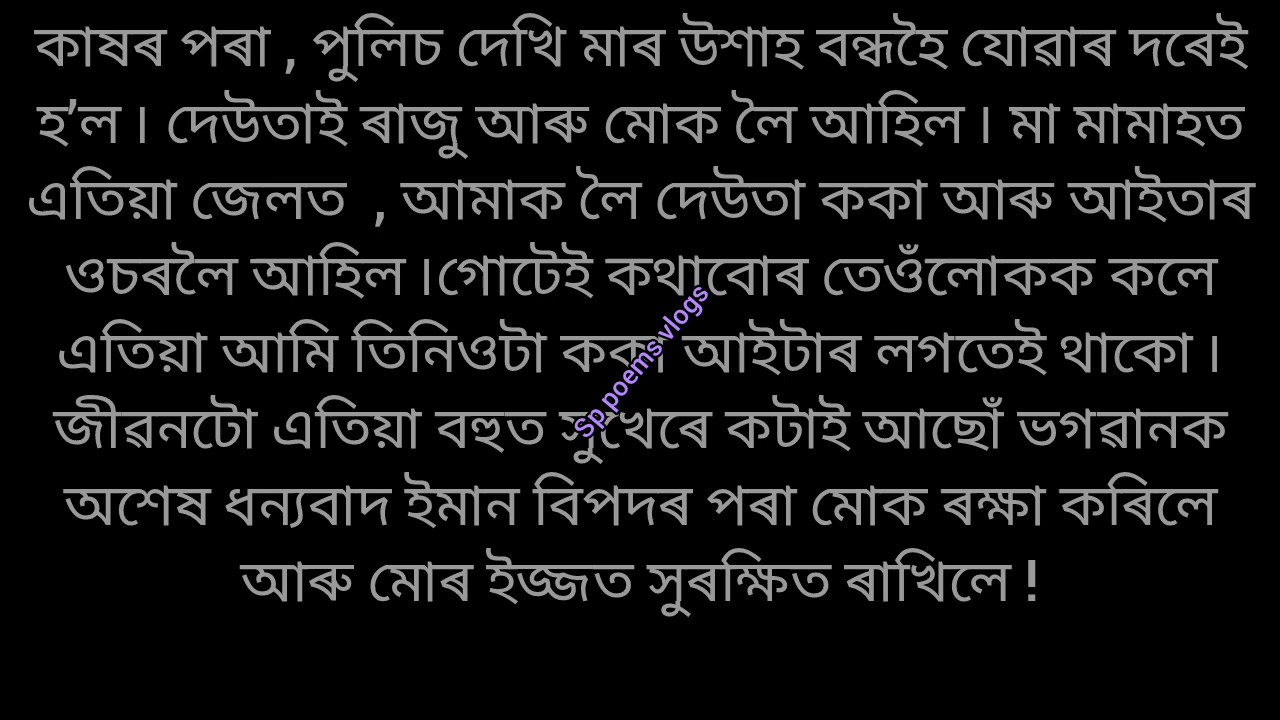 কাষৰ পৰা , পুলিচ দেখি মাৰ উশাহ বন্ধহৈ যোৱাৰ দৰেই
হ’ল । দেউতাই ৰাজু আৰু মোক লৈ আহিল । মা মামাহত
এতিয়া জেলত , আমাক লৈ দেউতা ককা আৰু আইতাৰ
ওচৰলৈ আহিল ।গোটেই কথাবোৰ তেওঁলোকক কলে
এতিয়া আমি তিনিওটা ককা আইটাৰ লগতেই থাকো ।
জীৱনটো এতিয়া বহুত সুখেৰে কটাই আছোঁ ভগৱানক
অশেষ ধন্যবাদ ইমান বিপদৰ পৰা মোক ৰক্ষা কৰিলে
আৰু মোৰ ইজ্জত সুৰক্ষিত ৰাখিলে !
Sp poems vlogs